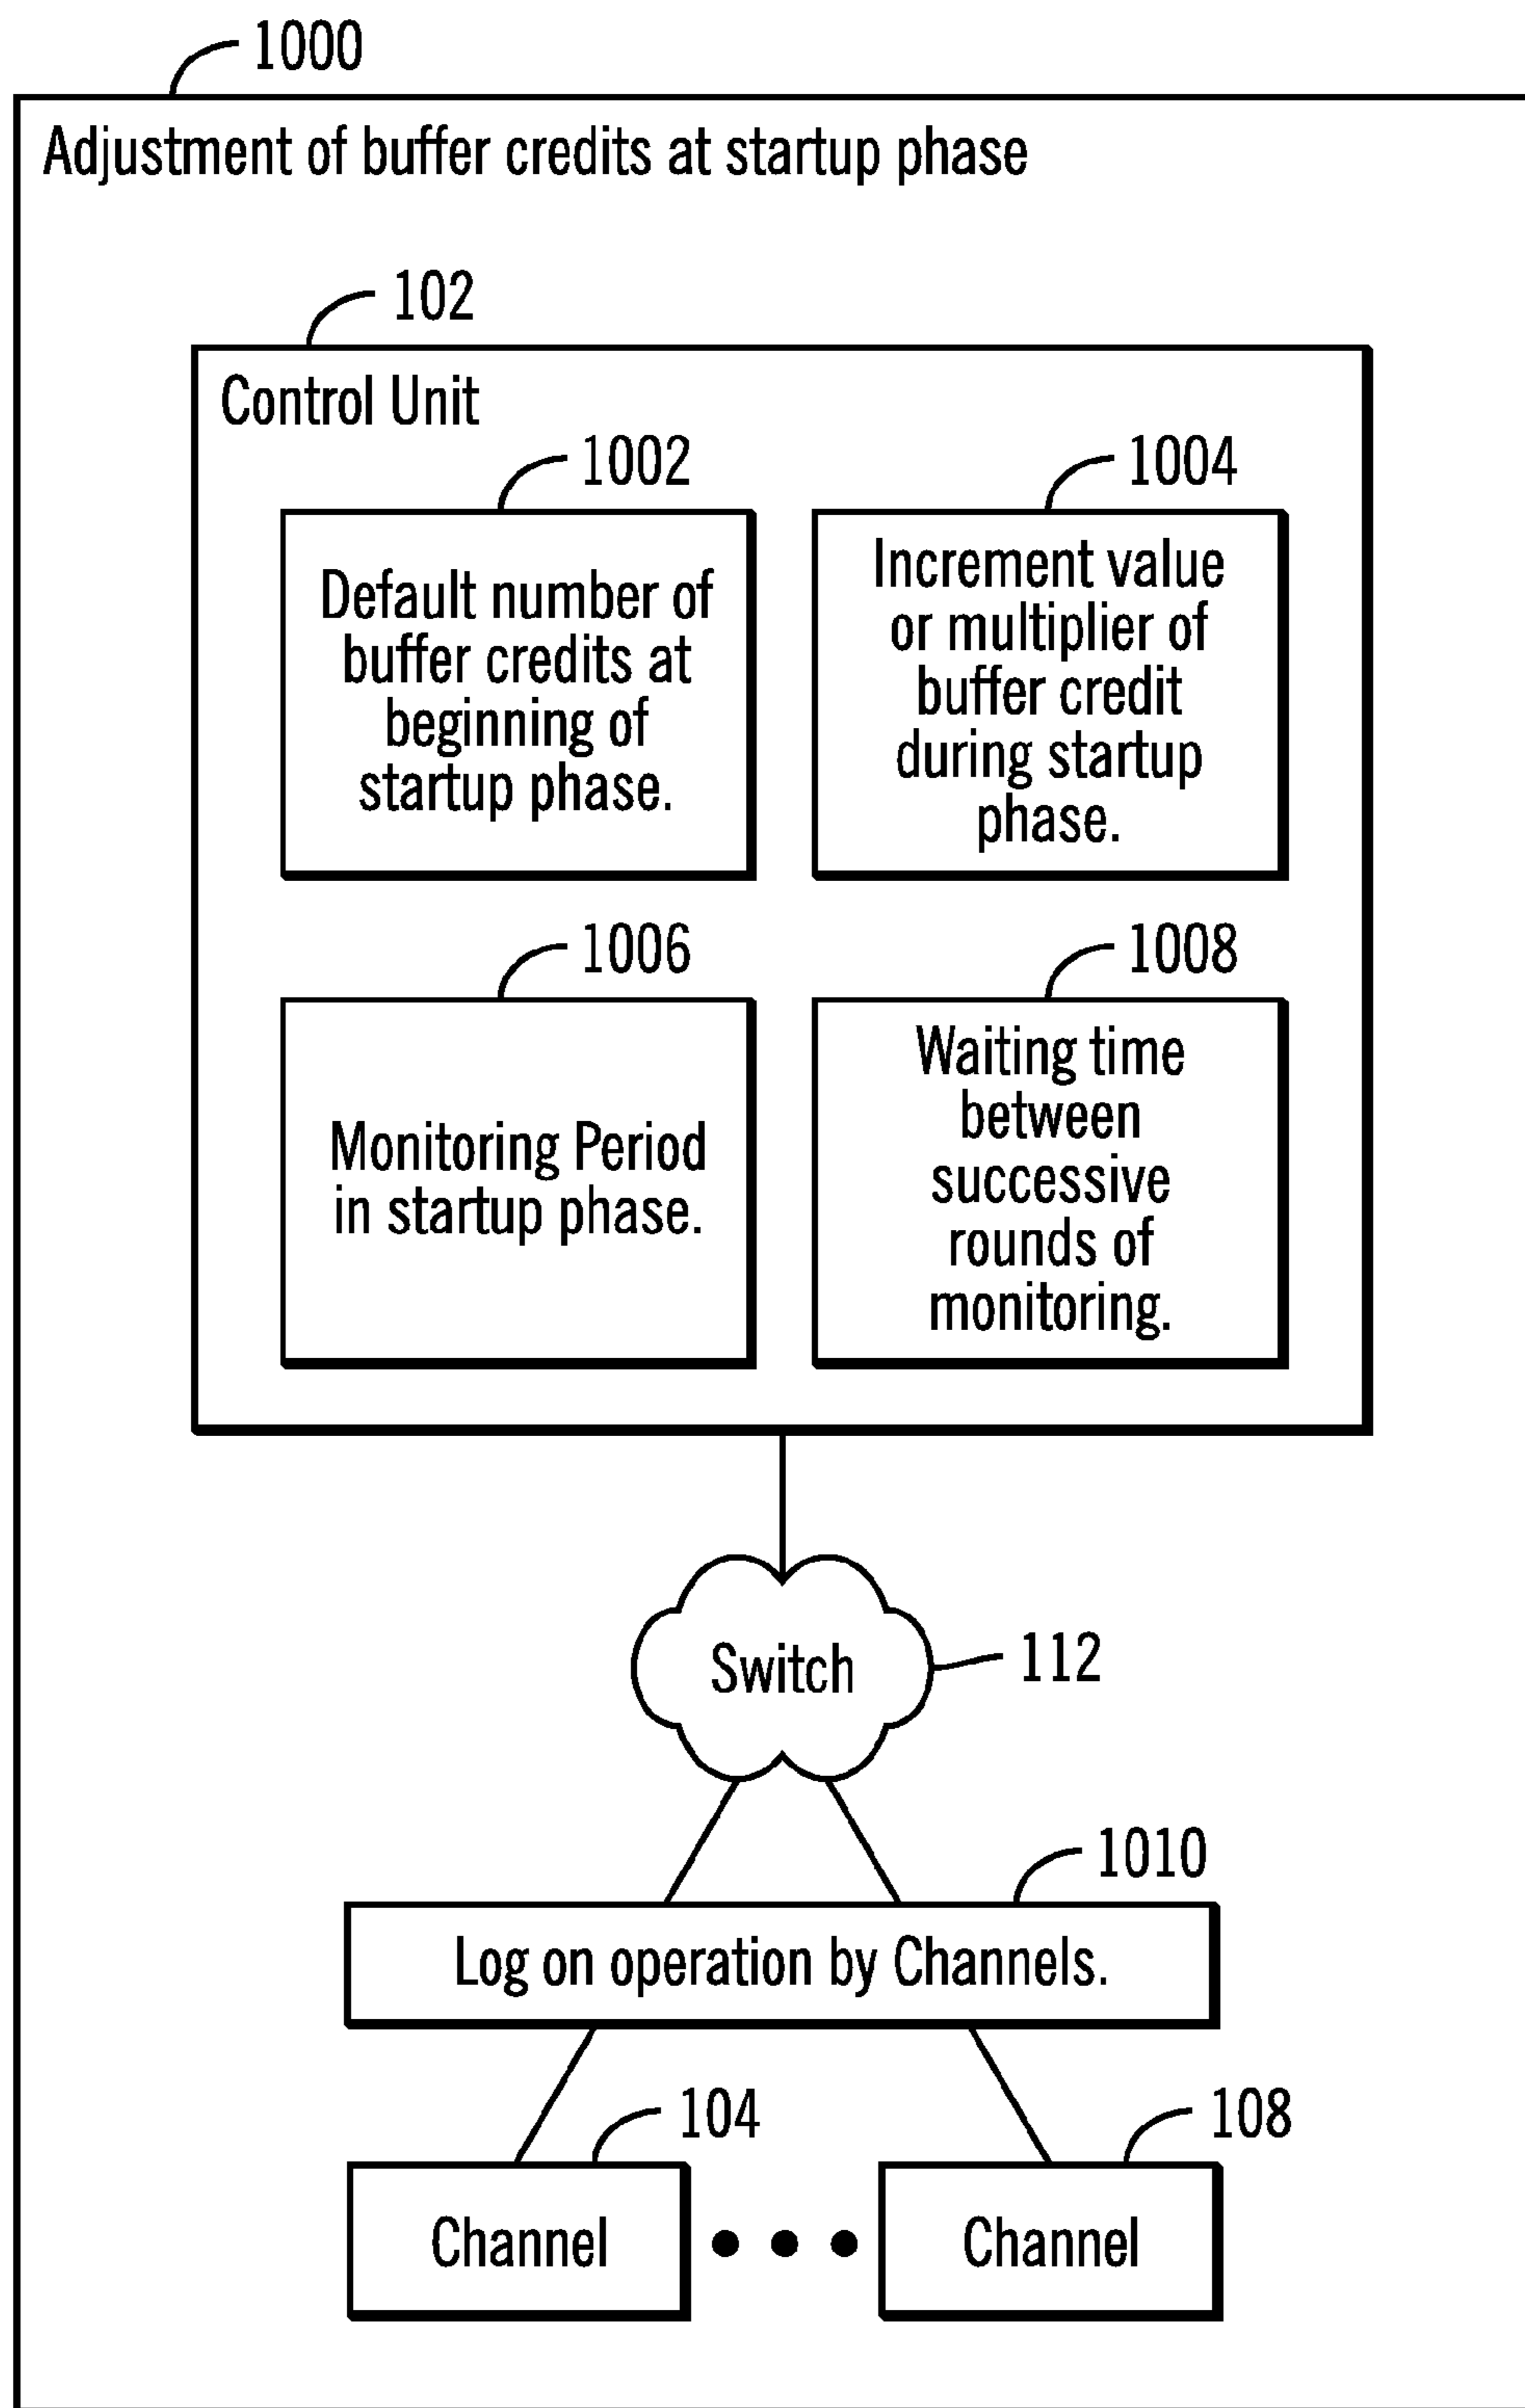 1000
Adjustment of buffer credits at startup phase
102
Control Unit
1002
Default number of
buffer credits at
beginning of
startup phase.
1004
Increment value
or multiplier of
buffer credit
during startup
phase.
1006
Monitoring Period
in startup phase.
1008
Waiting time
between
successive
rounds of
monitoring.
Switch
112
1010
Log on operation by Channels.
104
Channel
108
Channel